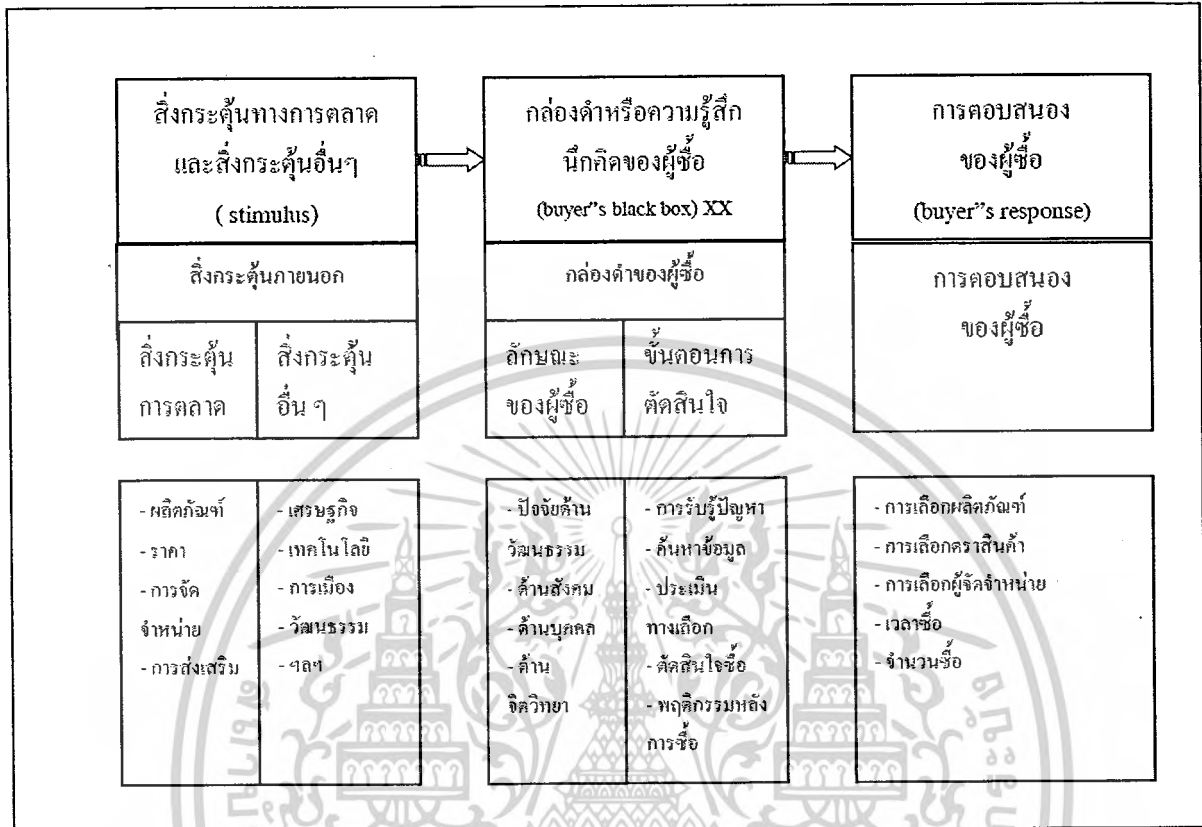 สิ่งกระตุ้นทางการตลาด
และสิ่งกระตุ้นอื่นๆ
( stimulus)
กล่องดำหรือความรู้สึก
นึกคิดของผู้ซื้อ
(buyer"s black box) XX
การตอบสนอง
ของผู้ซื้อ
(buyer"s response)
สิ่งกระตุ้นภายนอก
กล่องดำของผู้ซื้อ
การตอบสนอง
ของผู้ซื้อ
สิ่งกระตุ้น
การตลาด
สิ่งกระตุ้น
อื่น ๆ
ลักษณะ
ของผู้ซื้อ
ขั้นตอนการ
ตัดสินใจ
- ผลิตภัณฑ์
- ราคา
- การจัด
จำหน่าย
- การส่งเสริม
- เศรษฐกิจ
- เทคโนโลยี
- การเมือง
- วัฒนธรรม
- ฯลฯ
- ปัจจัยด้าน
วัฒนธรรม
- ด้านสังคม
- ด้านบุคคล
- ด้าน
จิตวิทยา
- การรับรู้ปัญหา
- ค้นหาข้อมูล
- ประเมิน
ทางเลือก
- ตัดสินใจซื้อ
- พฤติกรรมหลัง
การซื้อ
- การเลือกผลิตภัณฑ์
- การเลือกตราสินค้า
- การเลือกผู้จัดจำหน่าย
- เวลาซื้อ
- จำนวนซื้อ